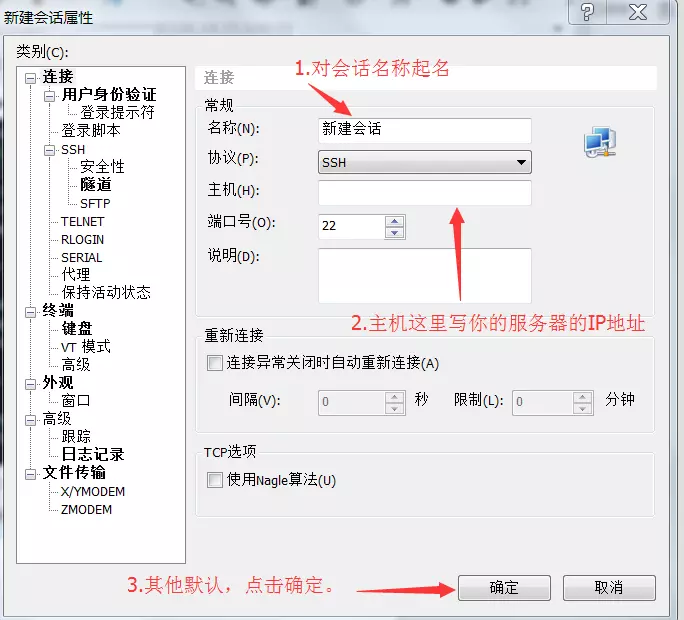 新建会话属性
类别(C):
连接
用户身份验证
登录提示符
登录脚本
SSH
安全性
隧道
SFTP
TELNET
RLOGIN
SERIAL
代理
保持活动状态
终端
键盘
VT 模式
高级
外观
窗口
高级
跟踪
日志记录
文件传输
X/YMODEM
ZMODEM
连接
1.对会话名称起名
常规
名称(N):
新建会话
协议(P):
SSH
主机(H):
端口号(O):
22
说明(D):
2.主机这里写你的服务器的IP地址
重新连接
连接异常关闭时自动重新连接(A)
间隔(V):
0
秒
限制(L):
0
分钟
TCP选项
使用Nagle算法(U)
3.其他默认，点击确定。
确定
取消